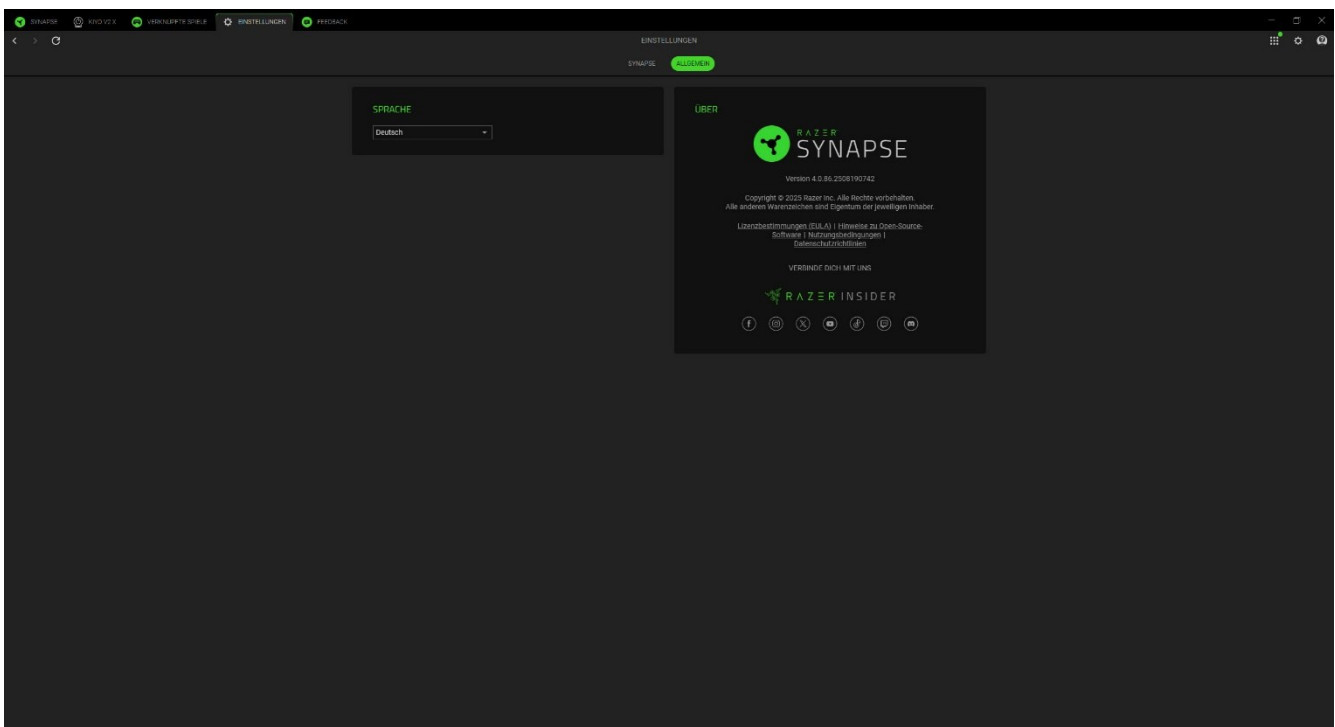 SYNAPSE
KIYO V2 X
VERKNÜPFTE SPIELE
EINSTELLUNGEN
FEEDBACK
EINSTELLUNGEN
SYNAPSE
ALLGEMEIN
SPRACHE
Deutsch
ÜBER
RAZER
SYNAPSE
Version 4.0.86.2508190742
Copyright © 2025 Razer Inc. Alle Rechte vorbehalten.
Alle anderen Warenzeichen sind Eigentum der jeweiligen Inhaber.
Lizenzbestimmungen (EULA) | Hinweise zu Open-Source-
Software | Nutzungsbedingungen |
Datenschutzrichtlinien
VERBINDE DICH MIT UNS
RAZER INSIDER